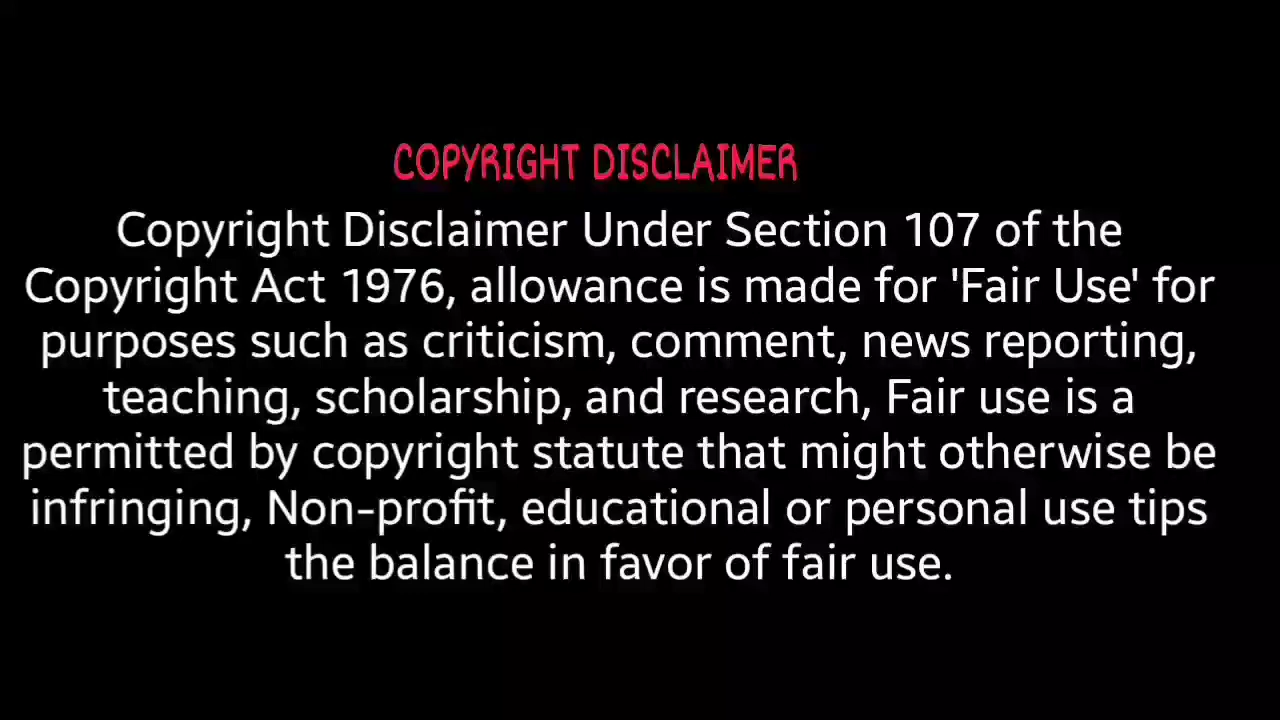 COPYRIGHT DISCLAIMER
Copyright Disclaimer Under Section 107 of the
Copyright Act 1976, allowance is made for 'Fair Use' for
purposes such as criticism, comment, news reporting,
teaching, scholarship, and research, Fair use is a
permitted by copyright statute that might otherwise be
infringing, Non-profit, educational or personal use tips
the balance in favor of fair use.